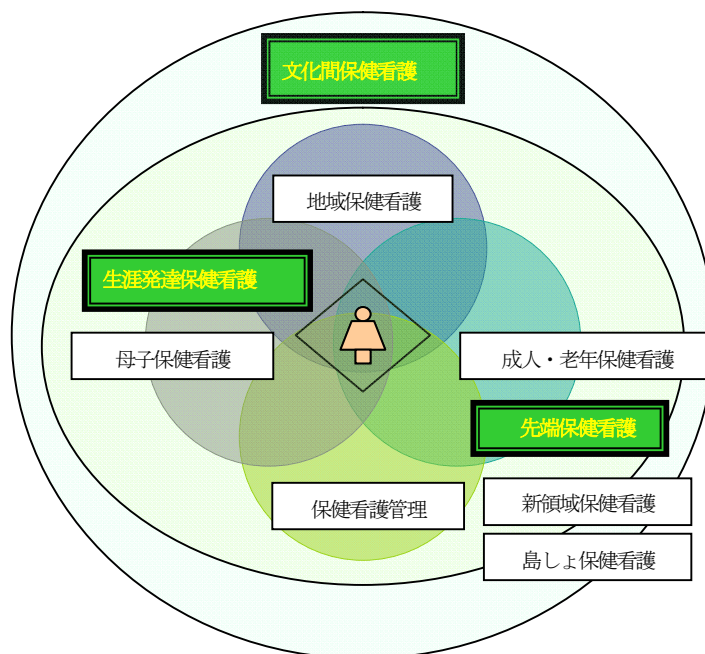 文化間保健看護
地域保健看護
生涯発達保健看護
母子保健看護
成人・老年保健看護
先端保健看護
保健看護管理
新領域保健看護
島しょ保健看護